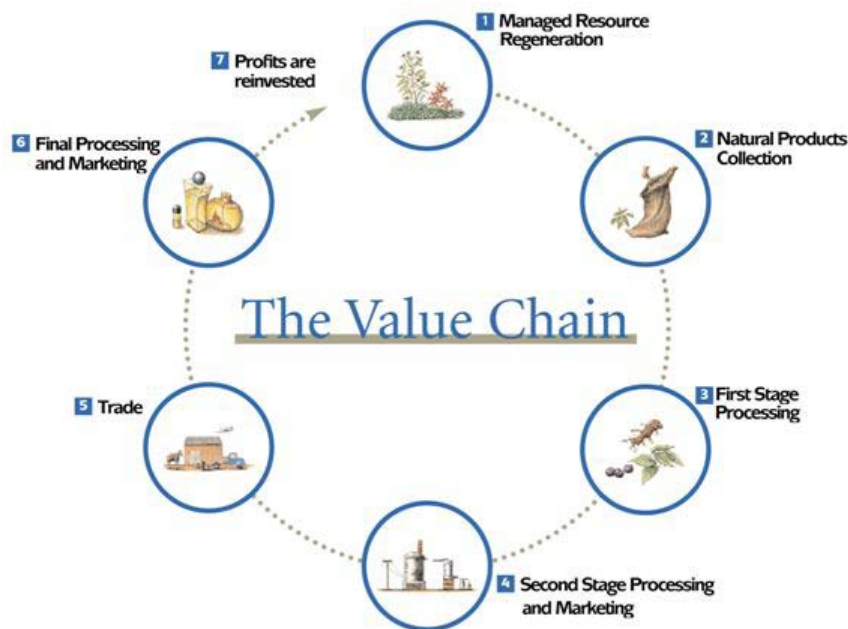 1 Managed Resource
Regeneration
7 Profits are
reinvested
6 Final Processing
and Marketing
2 Natural Products
Collection
The Value Chain
5 Trade
3 First Stage
Processing
4 Second Stage Processing
and Marketing